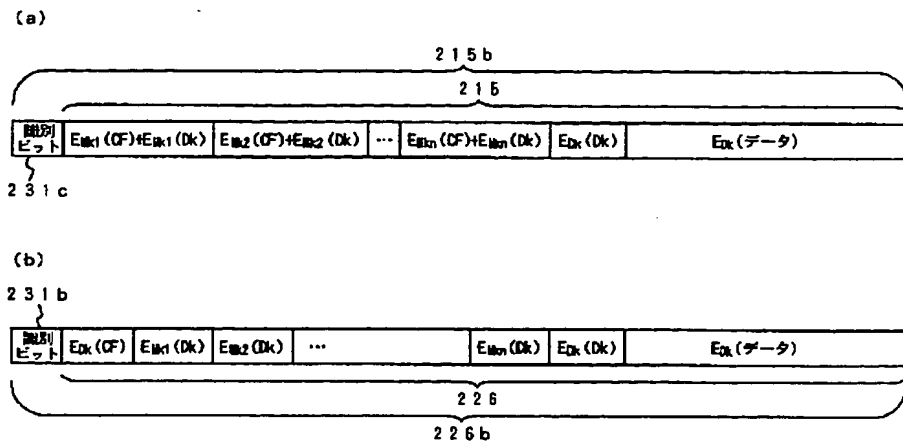 (a)
215b
215
識別
ビット
EMk1(CF)+EMk1(Dk)
EMk2(CF)+EMk2(Dk)
…
EMkn(CF)+EMkn(Dk)
EDk(Dk)
EDk(データ)
231c
(b)
231b
識別
ビット
EDk(CF)
EMk1(Dk)
EMk2(Dk)
…
EMkn(Dk)
EDk(Dk)
EDk(データ)
226
226b